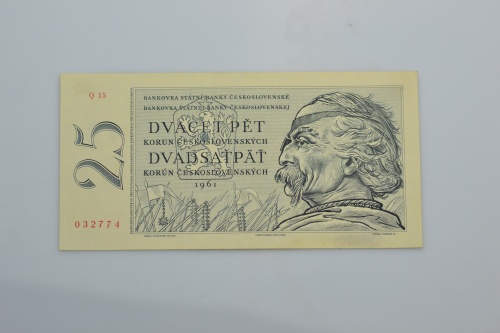 Q 15
25
032774
BANKOVKA STÁTNÍ BANKY ČESKOSLOVENSKÉ
BANKOVKA ŠTÁTNEJ BANKY ČESKOSLOVENSKEJ
DVACET PĚT
KORUN ČESKOSLOVENSKÝCH
DVADSAŤPÄŤ
KORÚN ČESKOSLOVENSKÝCH
1961